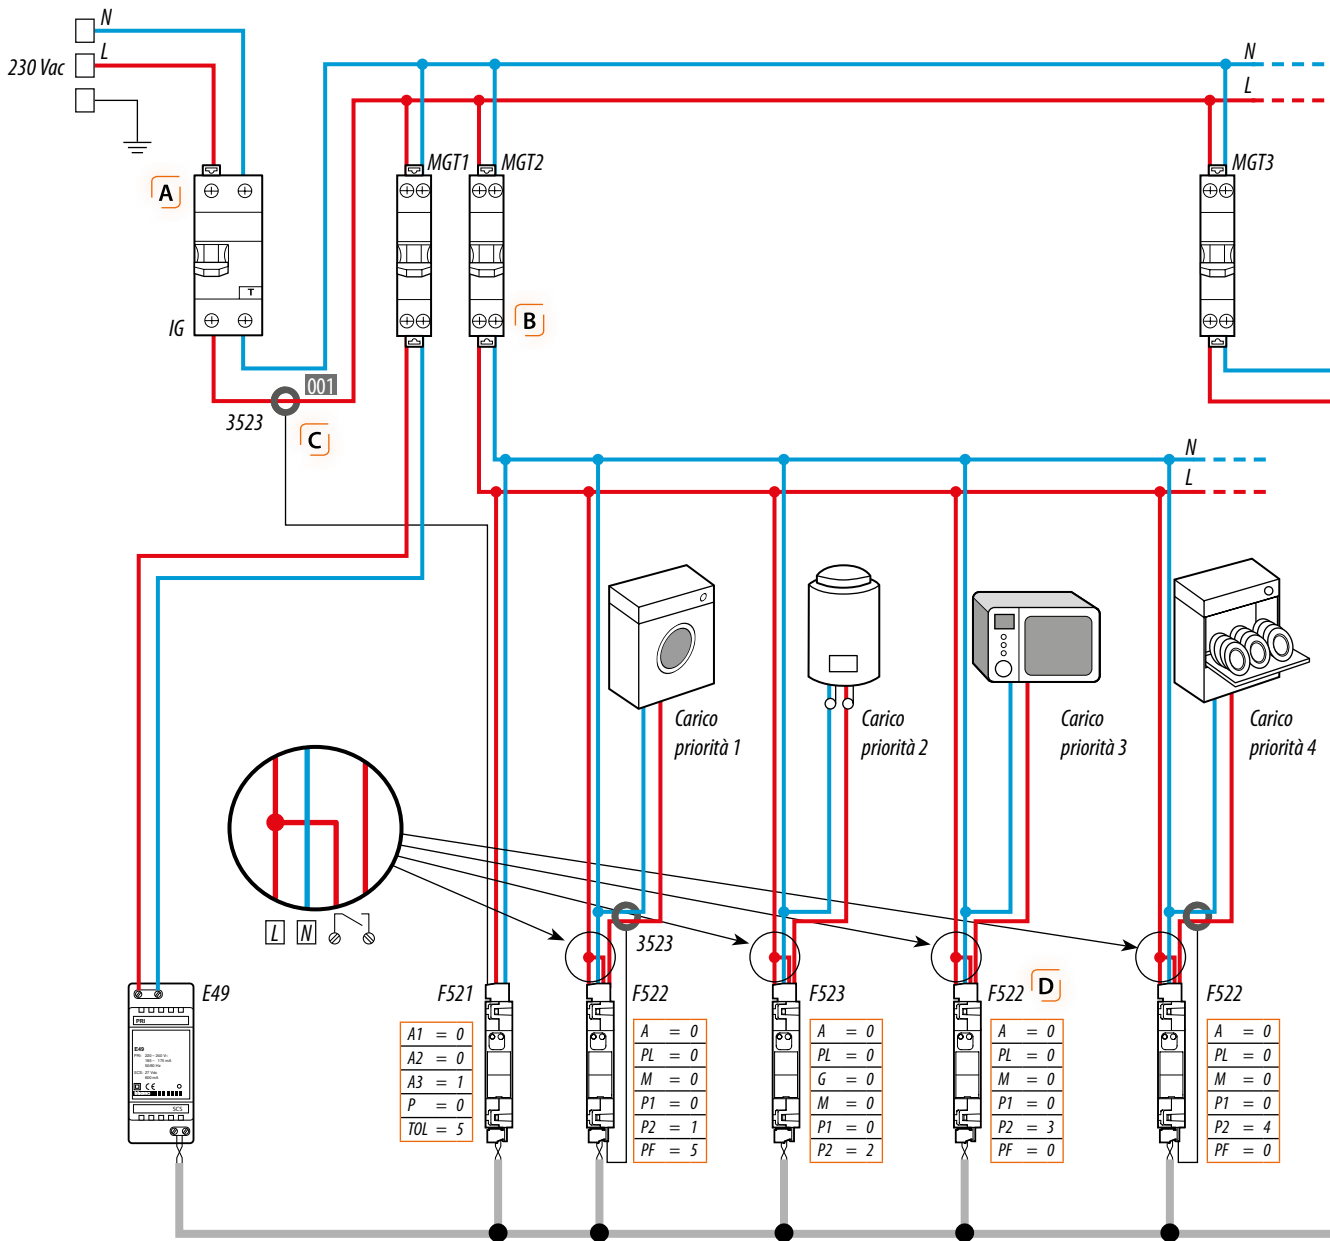 N
L
230 Vac
N
L
A
MGT1
MGT2
MGT3
T
B
IG
001
3523
C
N
L
Carico
priorità 1
Carico
priorità 2
Carico
priorità 3
Carico
priorità 4
L N
3523
E49
F521
F522
F523
F522
D
F522
PRI
E49
SCS
A1 = 0
A2 = 0
A3 = 1
P = 0
TOL = 5
A = 0
PL = 0
M = 0
P1 = 0
P2 = 1
PF = 5
A = 0
PL = 0
G = 0
M = 0
P1 = 0
P2 = 2
A = 0
PL = 0
M = 0
P1 = 0
P2 = 3
PF = 0
A = 0
PL = 0
M = 0
P1 = 0
P2 = 4
PF = 0